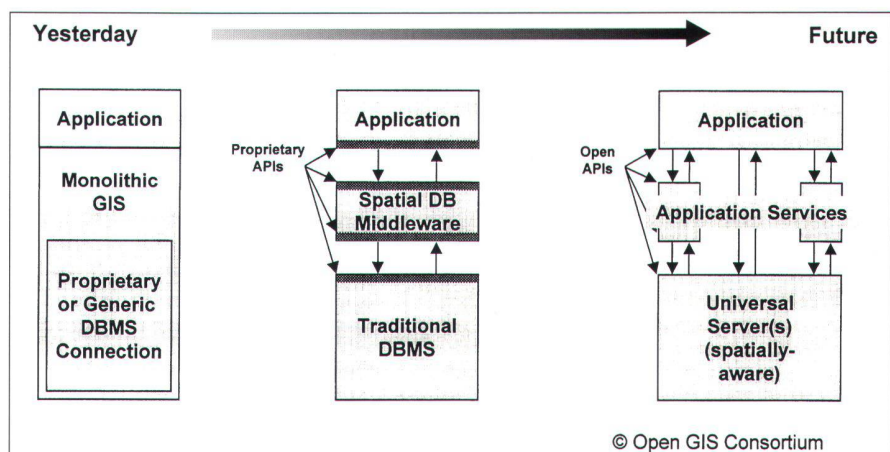 Yesterday
Future
Application
Monolithic
GIS
Proprietary
or Generic
DBMS
Connection
Proprietary
APIs
Application
Spatial DB
Middleware
Traditional
DBMS
Open
APIs
Application
Application Services
Universal
Server(s)
(spatially-
aware)
© Open GIS Consortium